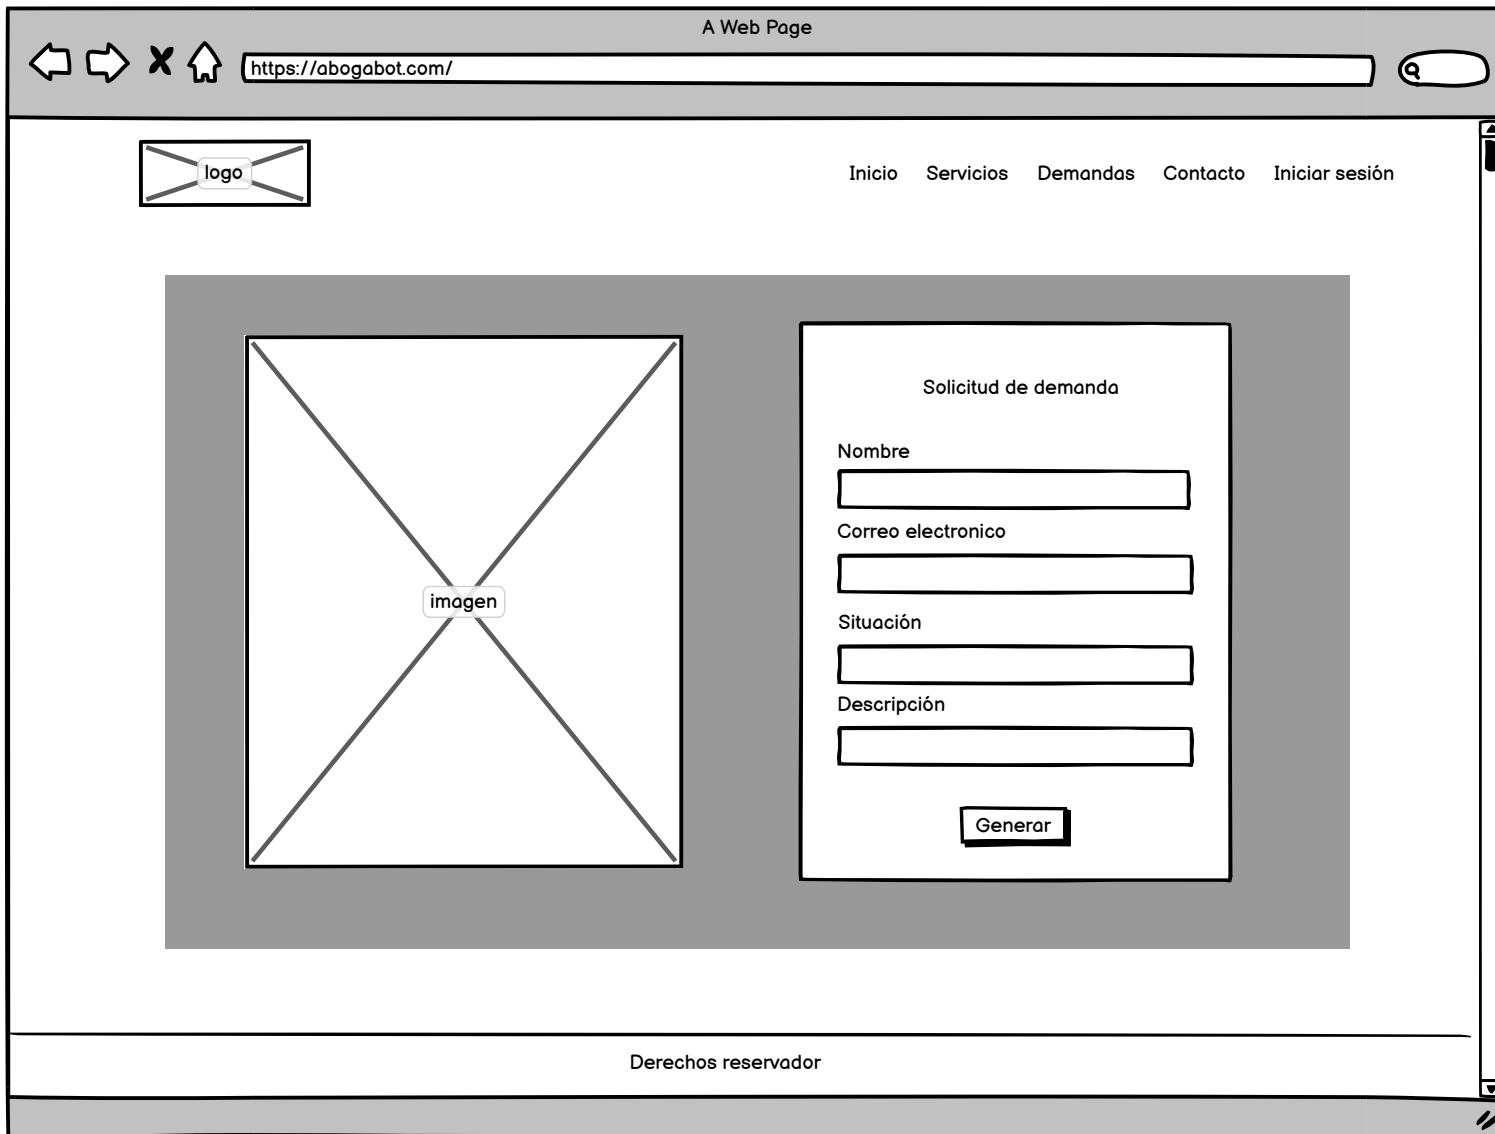 A Web Page
https://abogabot.com/
logo
Inicio Servicios Demandas Contacto Iniciar sesión
imagen
Solicitud de demanda
Nombre
Correo electronico
Situación
Descripción
Generar
Derechos reservador